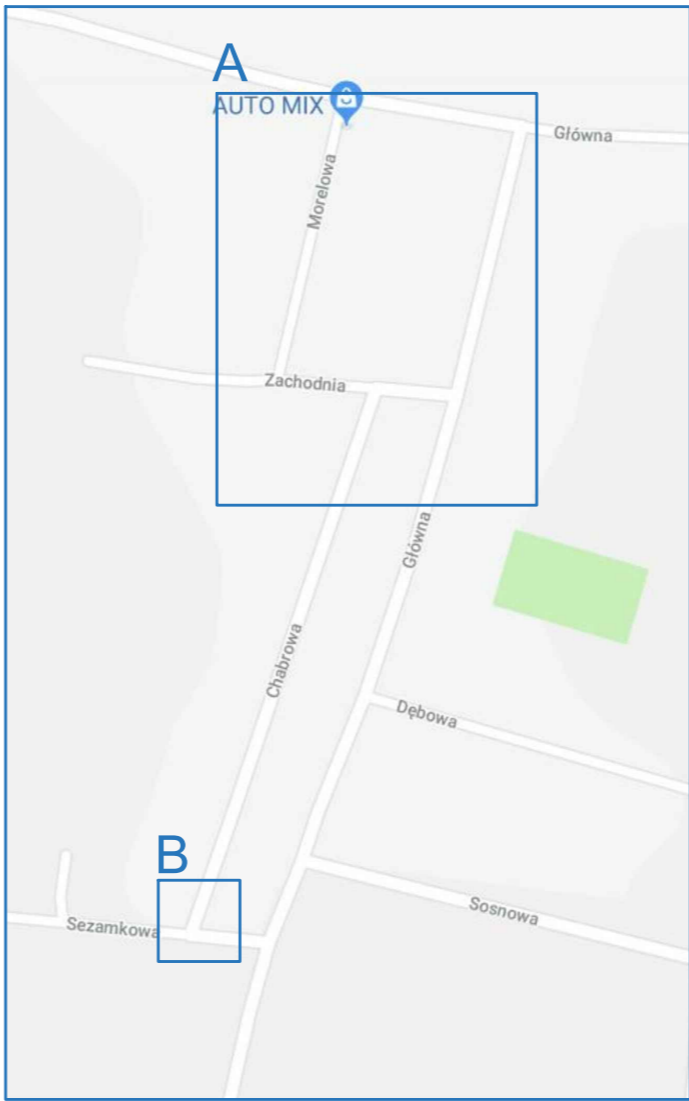 A
AUTO MIX
Główna
Morelowa
Zachodnia
Główna
Chabrowa
Dębowa
B
Sosnowa
Sezamkowa